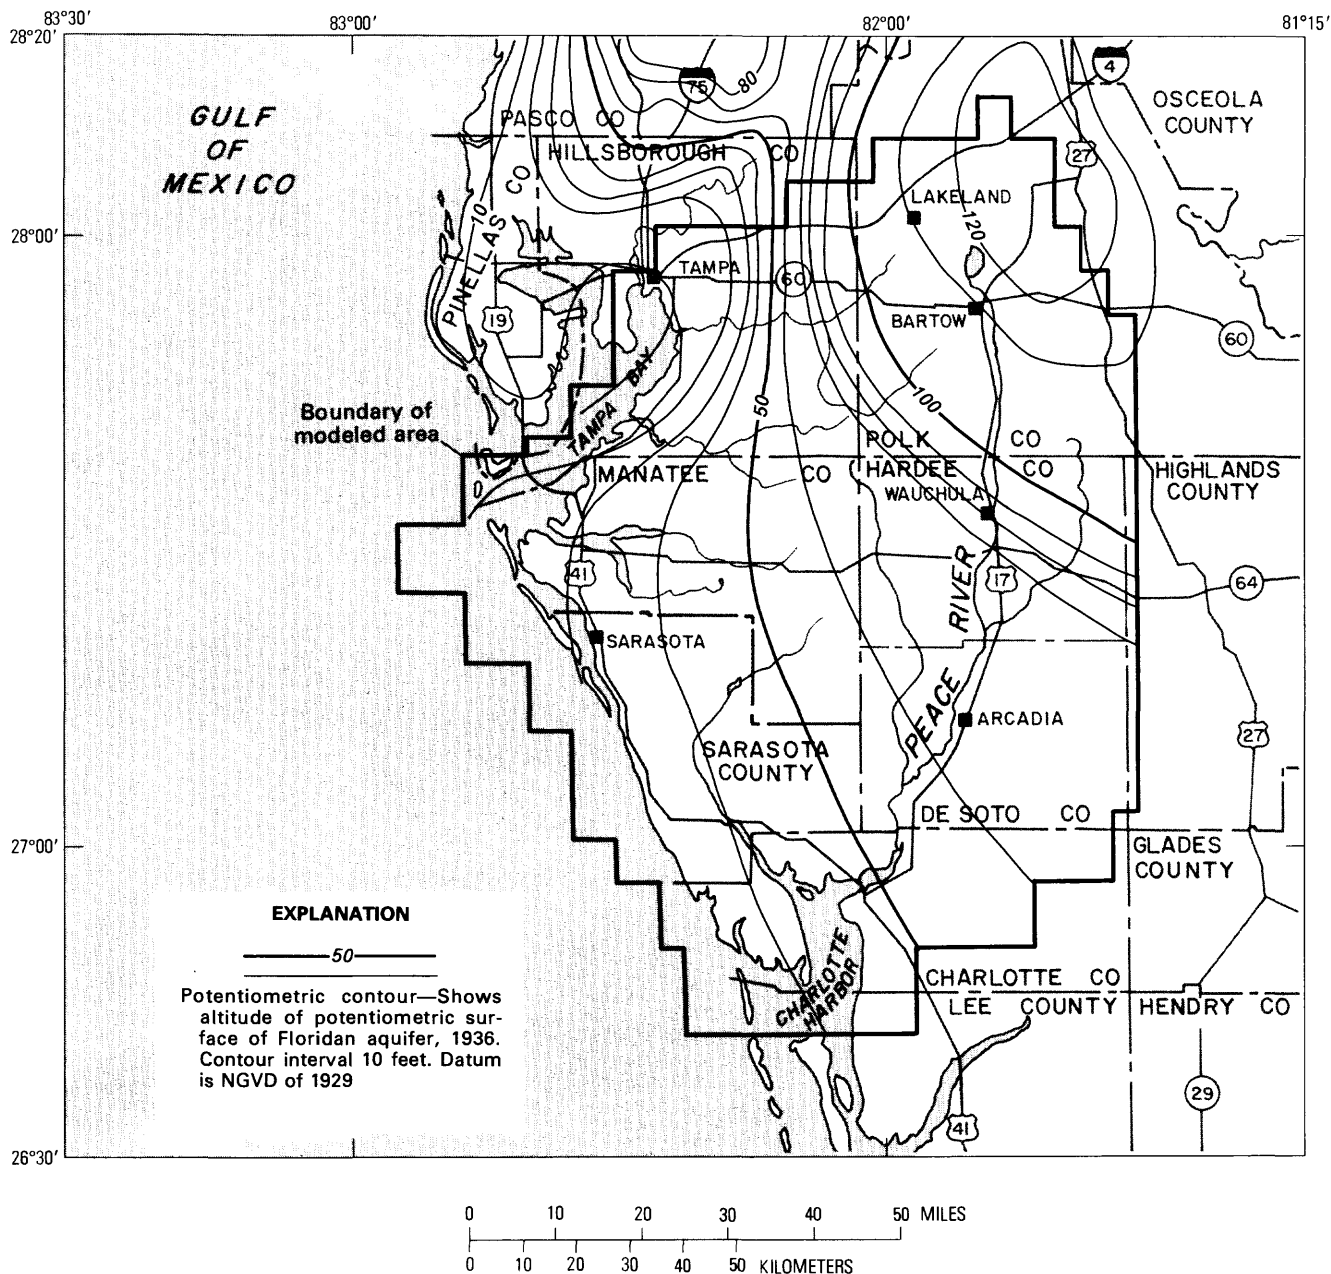 83°30′
83°00′
82°00′
81°15′
28°20′
28°00′
27°00′
26°30′
GULF
OF
MEXICO
75
80
4
OSCEOLA
COUNTY
PASCO CO
HILLSBOROUGH CO
27
PINELLAS CO
10
LAKELAND
120
TAMPA
60
19
BARTOW
60
TAMPA BAY
50
100
Boundary of
modeled area
POLK CO
MANATEE CO
HARDEE CO
HIGHLANDS
COUNTY
WAUCHULA
41
17
64
PEACE RIVER
SARASOTA
ARCADIA
27
SARASOTA
COUNTY
DE SOTO CO
GLADES
COUNTY
CHARLOTTE
HARBOR
CHARLOTTE CO
LEE COUNTY
HENDRY CO
29
41
EXPLANATION
50
Potentiometric contour—Shows
altitude of potentiometric sur-
face of Floridan aquifer, 1936.
Contour interval 10 feet. Datum
is NGVD of 1929
0 10 20 30 40 50 MILES
0 10 20 30 40 50 KILOMETERS